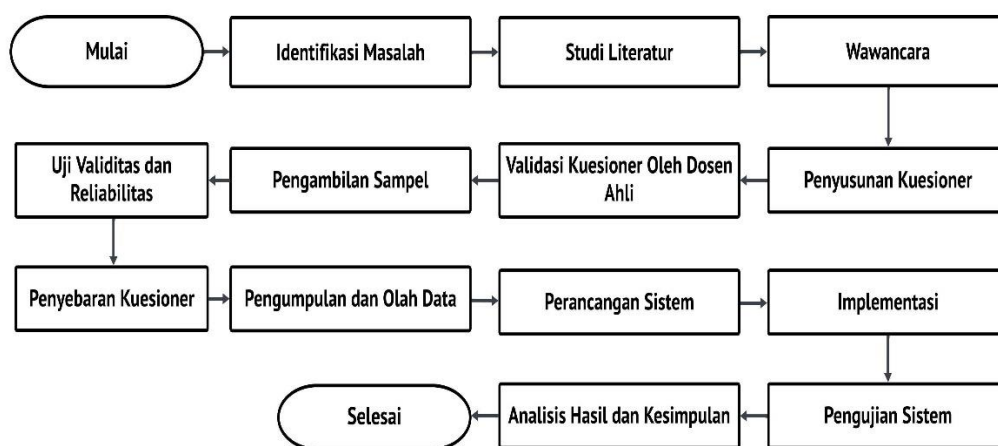 Mulai
Identifikasi Masalah
Studi Literatur
Wawancara
Penyusunan Kuesioner
Validasi Kuesioner Oleh Dosen
Ahli
Pengambilan Sampel
Uji Validitas dan
Reliabilitas
Penyebaran Kuesioner
Pengumpulan dan Olah Data
Perancangan Sistem
Implementasi
Pengujian Sistem
Analisis Hasil dan Kesimpulan
Selesai